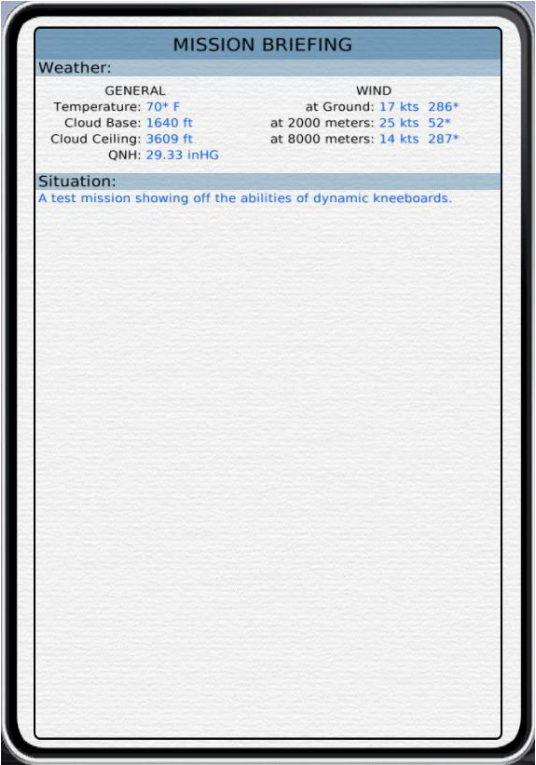 MISSION BRIEFING
Weather:
GENERAL WIND
Temperature: 70* F at Ground: 17 kts 286*
Cloud Base: 1640 ft at 2000 meters: 25 kts 52*
Cloud Ceiling: 3609 ft at 8000 meters: 14 kts 287*
QNH: 29.33 inHG
Situation:
A test mission showing off the abilities of dynamic kneeboards.